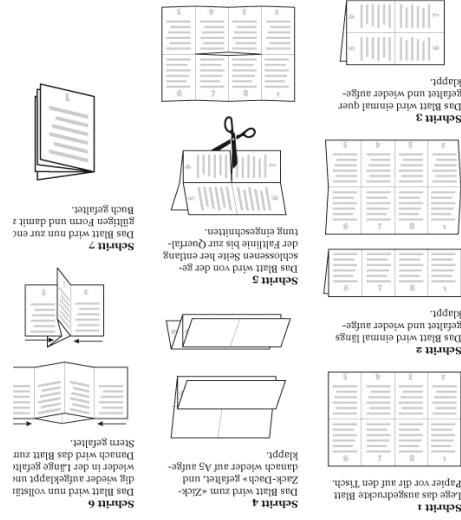 Schritt 1
Lege das ausgedruckte Blatt
Papier vor dir auf den Tisch.
Schritt 2
Das Blatt wird einmal längs
gefaltet und wieder aufge-
klappt.
Schritt 3
Das Blatt wird einmal quer
gefaltet und wieder aufge-
klappt.
Schritt 4
Das Blatt wird zum «Zick-
Zack-Dach» gefaltet, und
danach wieder auf A5 aufge-
klappt.
Schritt 5
Das Blatt wird von der ge-
schlossenen Seite her entlang
der Faltlinie bis zur Querfal-
tung eingeschnitten.
Schritt 6
Das Blatt wird nun vollstän
dig wieder aufgeklappt und
wieder in der Länge gefalte
Danach wird das Blatt zur
Stern gefaltet.
Schritt 7
Das Blatt wird nun zur end
gültigen Form und damit z
Buch gefaltet.